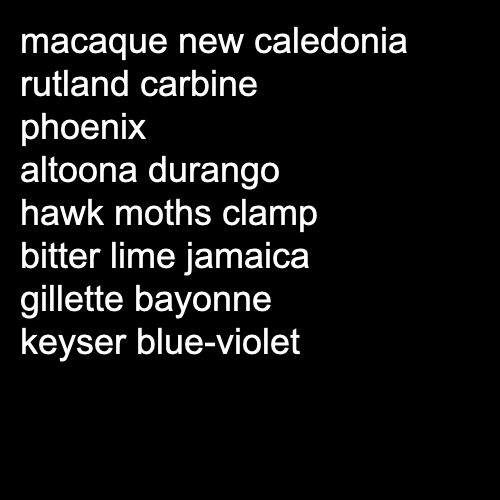 macaque new caledonia
rutland carbine
phoenix
altoona durango
hawk moths clamp
bitter lime jamaica
gillette bayonne
keyser blue-violet